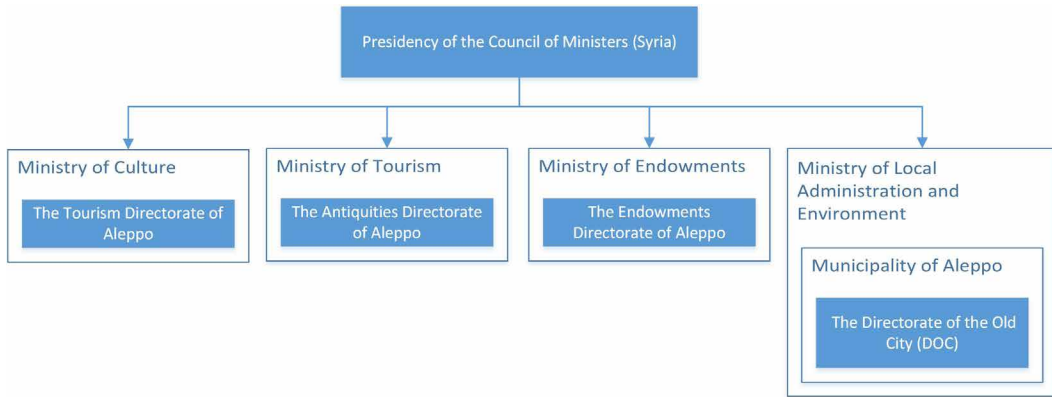 Presidency of the Council of Ministers (Syria)
Ministry of Culture
The Tourism Directorate of
Aleppo
Ministry of Tourism
The Antiquities Directorate
of Aleppo
Ministry of Endowments
The Endowments
Directorate of Aleppo
Ministry of Local
Administration and
Environment
Municipality of Aleppo
The Directorate of the Old
City (DOC)